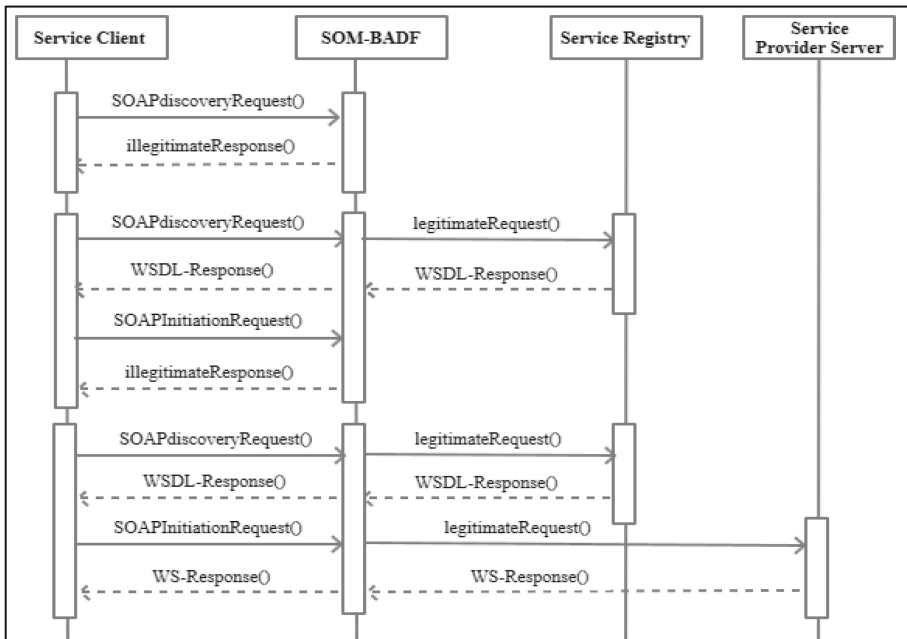 Service Client
SOM-BADF
Service Registry
Service
Provider Server
SOAPdiscoveryRequest()
illegitimateResponse()
SOAPdiscoveryRequest()
legitimateRequest()
WSDL-Response()
WSDL-Response()
SOAPInitiationRequest()
illegitimateResponse()
SOAPdiscoveryRequest()
legitimateRequest()
WSDL-Response()
WSDL-Response()
SOAPInitiationRequest()
legitimateRequest()
WS-Response()
WS-Response()